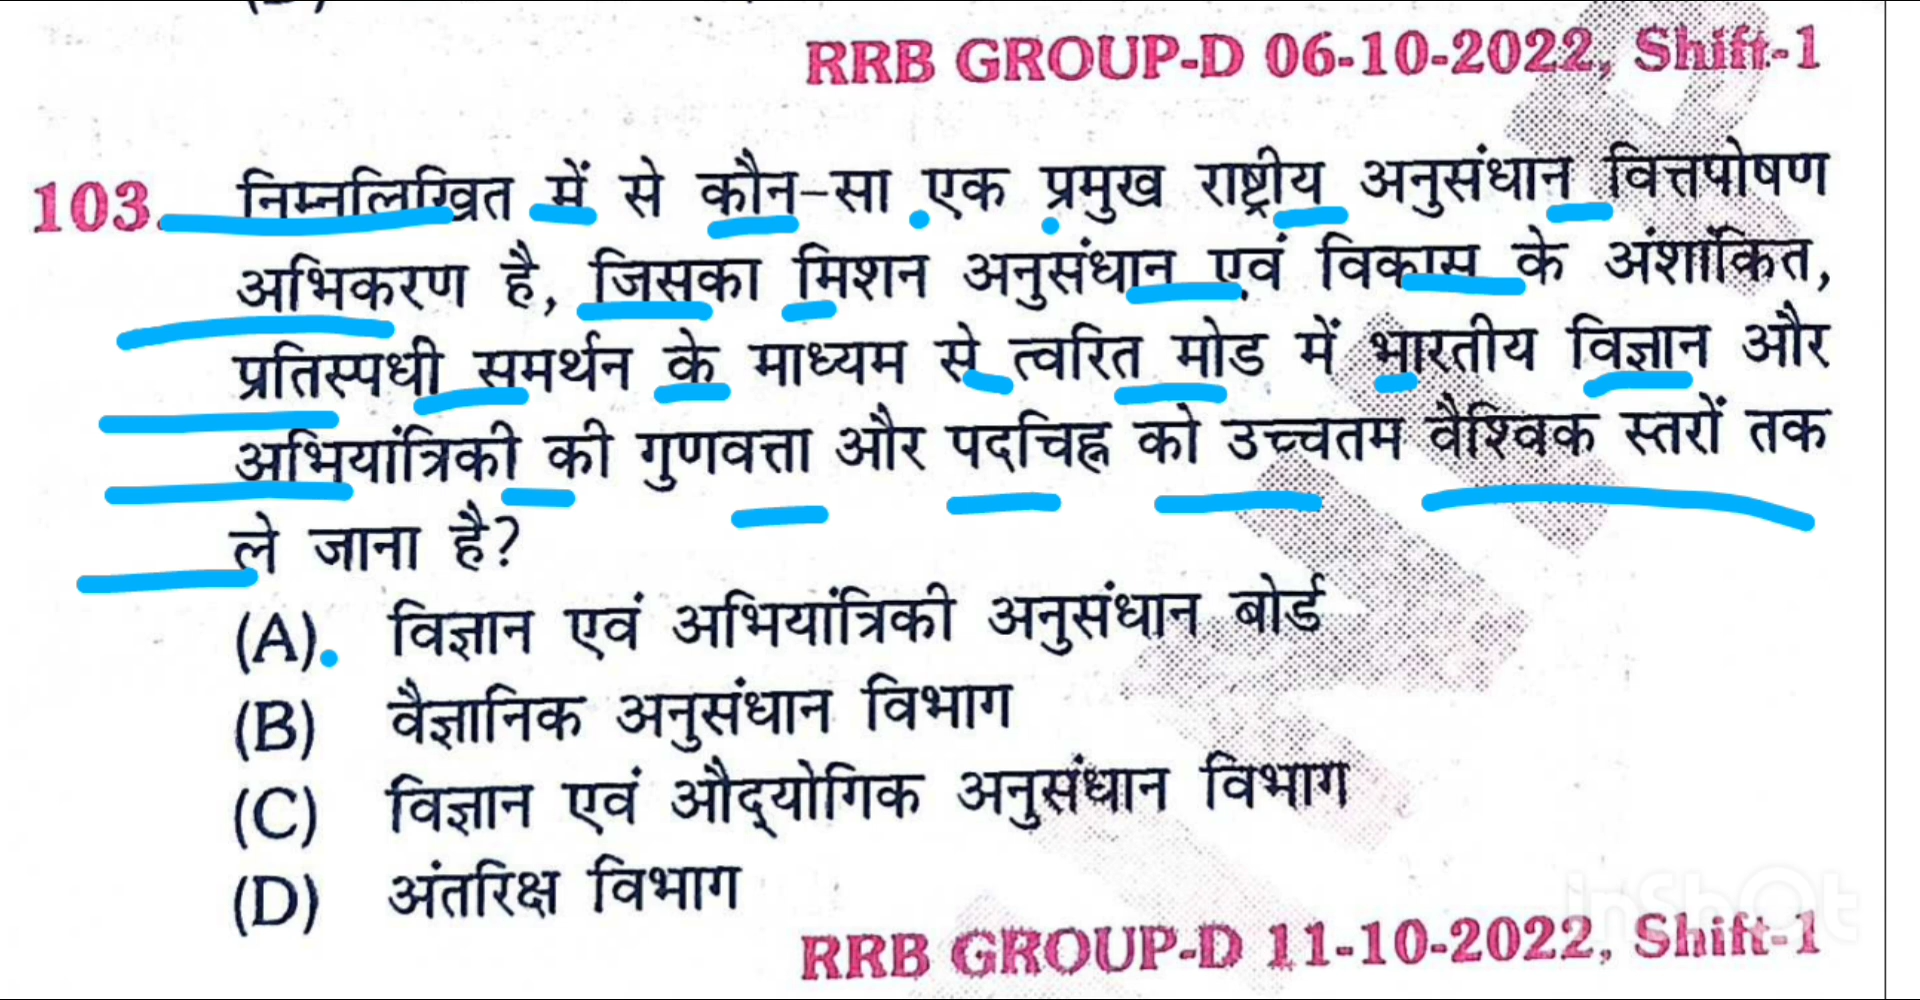 RRB GROUP-D 06-10-2022, Shift-1
103. निम्नलिखित में से कौन-सा एक प्रमुख राष्ट्रीय अनुसंधान वित्तपोषण
अभिकरण है, जिसका मिशन अनुसंधान एवं विकास के अंशांकित,
प्रतिस्पधी समर्थन के माध्यम से त्वरित मोड में भारतीय विज्ञान और
अभियांत्रिकी की गुणवत्ता और पदचिह्न को उच्चतम वैश्विक स्तरों तक
ले जाना है?
(A). विज्ञान एवं अभियांत्रिकी अनुसंधान बोर्ड
(B) वैज्ञानिक अनुसंधान विभाग
(C) विज्ञान एवं औद्‌योगिक अनुसंधान विभाग
(D) अंतरिक्ष विभाग
InShOt
RRB GROUP-D 11-10-2022, Shift-1